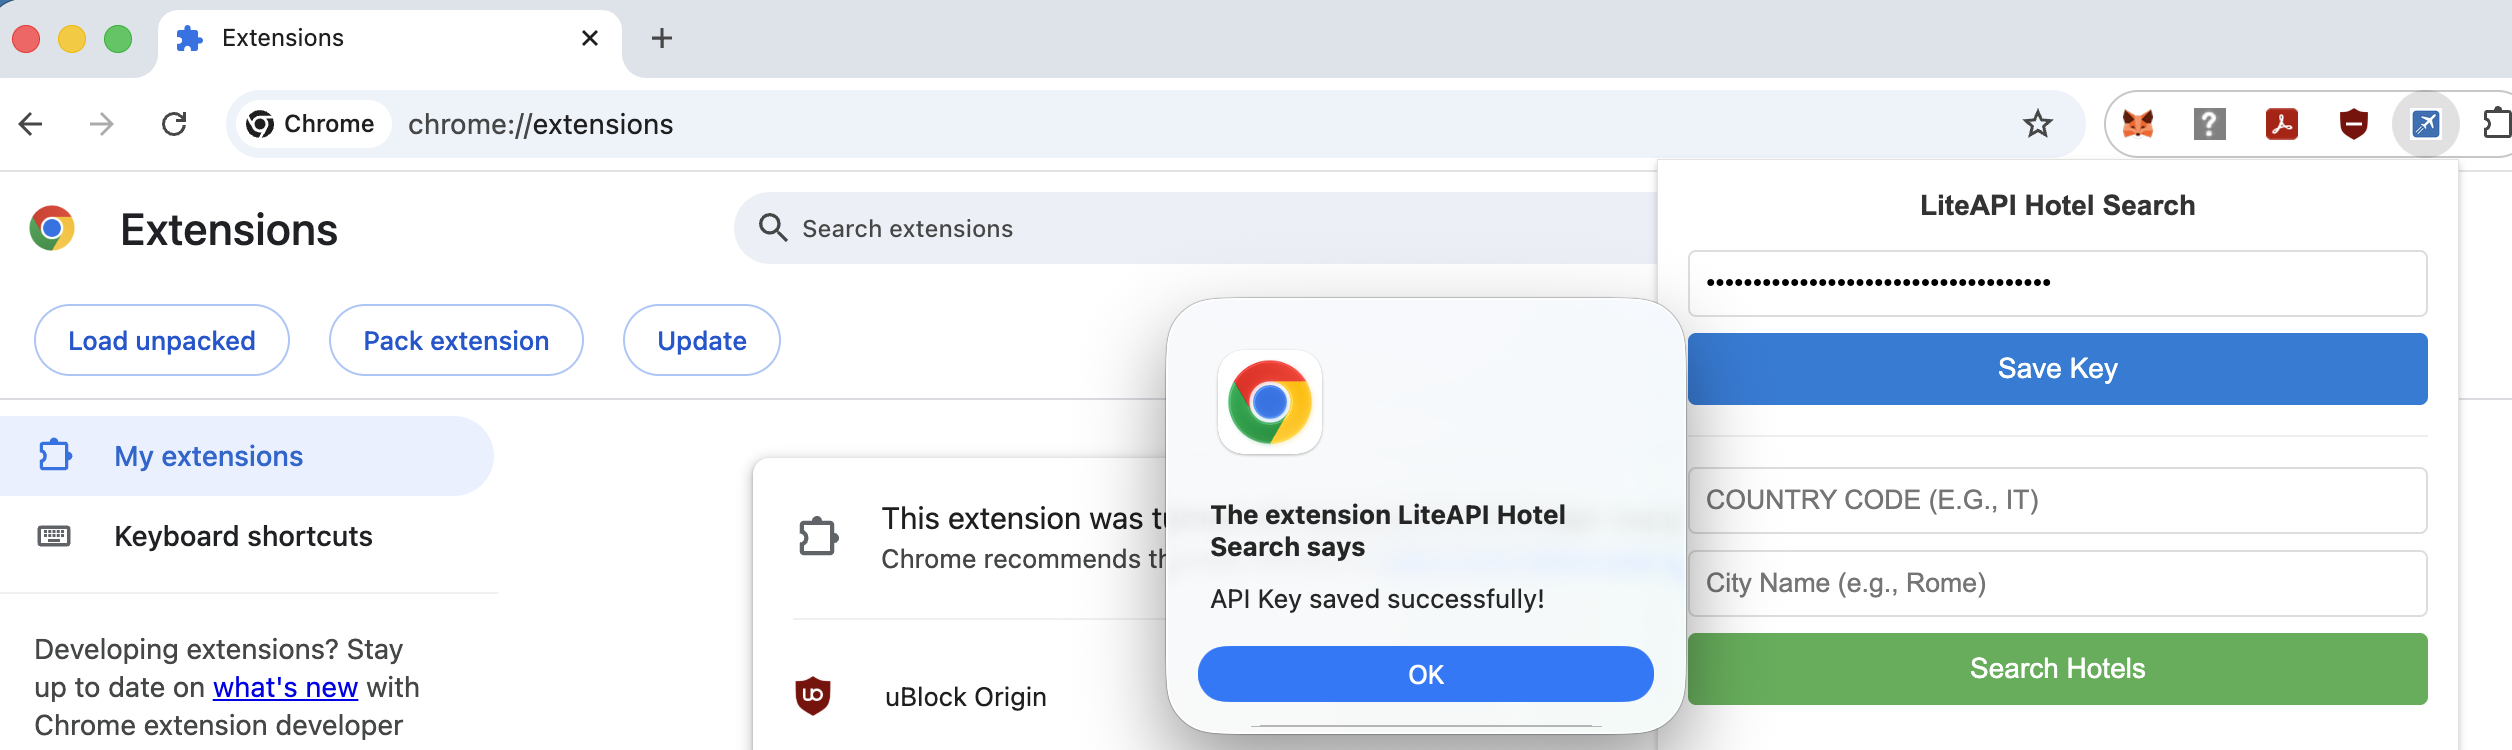 Extensions
Chrome
chrome://extensions
Extensions
Search extensions
Load unpacked
Pack extension
Update
My extensions
Keyboard shortcuts
Developing extensions? Stay
up to date on what's new with
Chrome extension developer
This extension was
Chrome recommends
uBlock Origin
The extension LiteAPI Hotel
Search says
API Key saved successfully!
OK
LiteAPI Hotel Search
Save Key
COUNTRY CODE (E.G., IT)
City Name (e.g., Rome)
Search Hotels